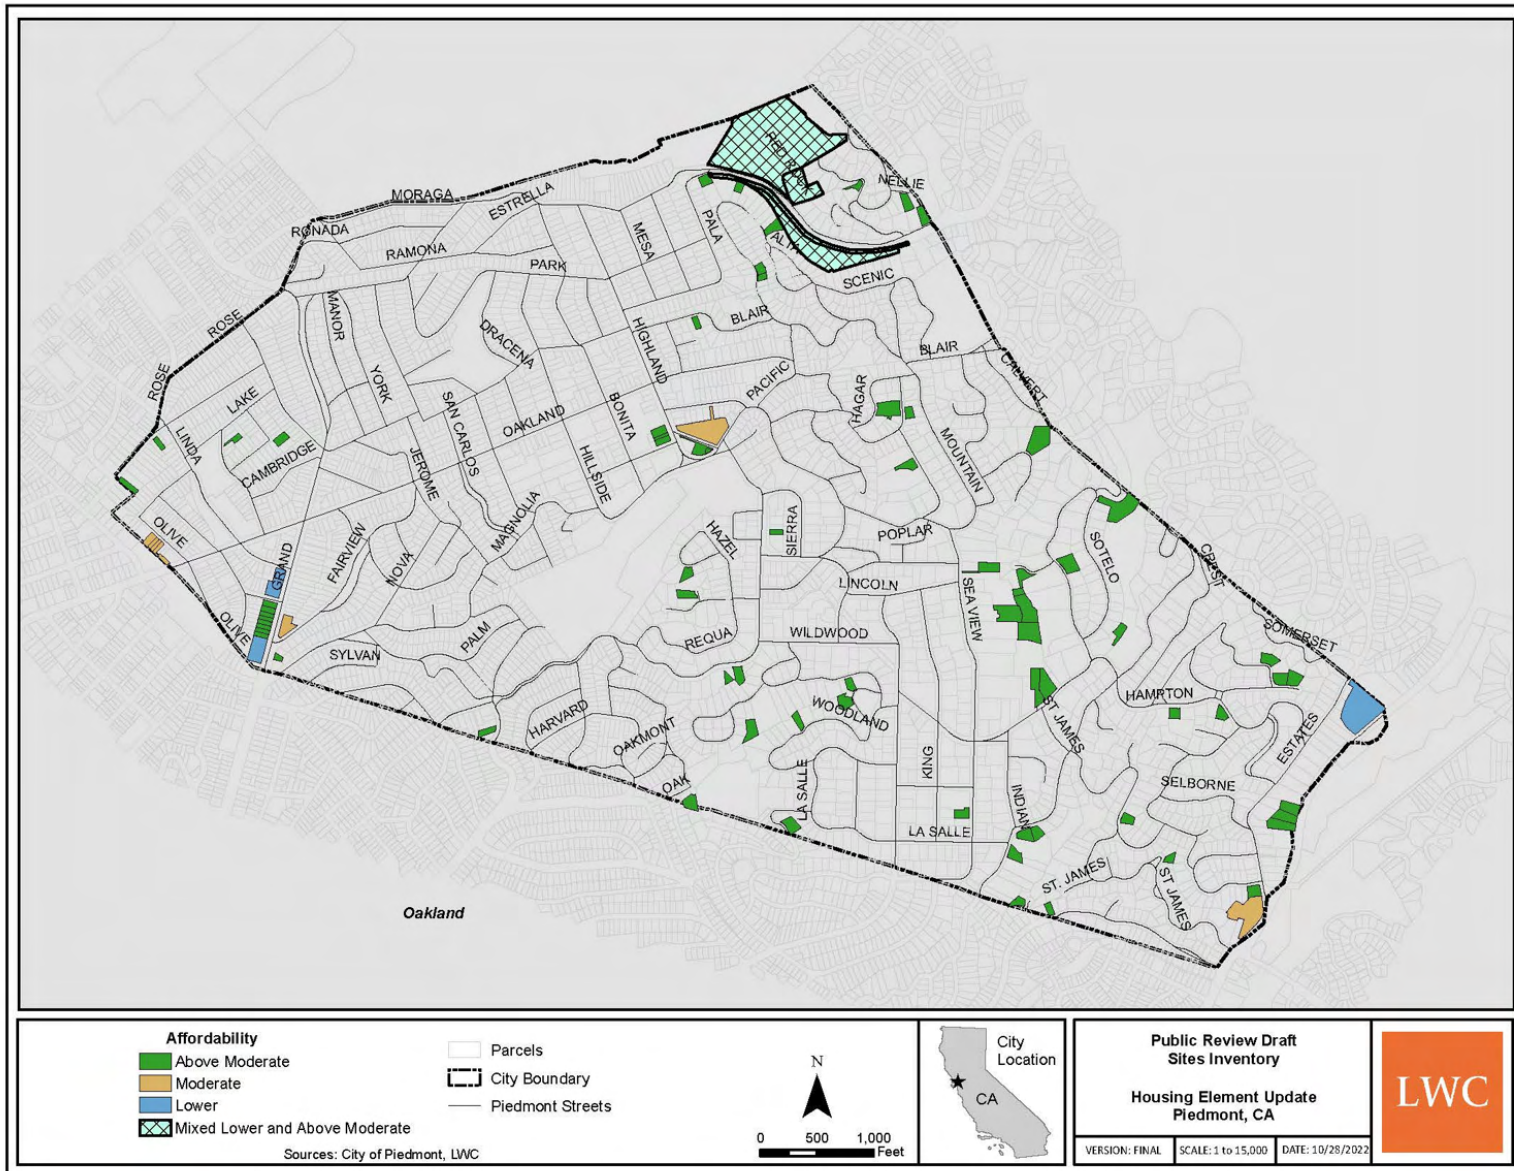 RED ROCK
NELLIE
MORAGA
ESTRELLA
RONADA
RAMONA
MESA
PALA
ALTA
PARK
SCENIC
MANOR
ROSE
BLAIR
DRACENA
HIGHLAND
BLAIR
CALVERT
ROSE
YORK
PACIFIC
LAKE
HAGAR
SAN CARLOS
OAKLAND
BONITA
LINDA
MOUNTAIN
CAMBRIDGE
JEROME
HILLSIDE
MAGNOLIA
OLIVE
SIERRA
POPLAR
HAZEL
FAIRVIEW
NOVA
GRAND
SOTELO
CREST
LINCOLN
SEA VIEW
OLIVE
PALM
REQUA
WILDWOOD
SOMERSET
SYLVAN
HAMPTON
HARVARD
OAKMONT
WOODLAND
ST JAMES
ESTATES
KING
OAK
LA SALLE
SELBORNE
INDIAN
LA SALLE
ST. JAMES
ST JAMES
Oakland
Affordability
Above Moderate
Moderate
Lower
Mixed Lower and Above Moderate
Parcels
City Boundary
Piedmont Streets
Sources: City of Piedmont, LWC
N
0 500 1,000
Feet
City
Location
CA
Public Review Draft
Sites Inventory
Housing Element Update
Piedmont, CA
VERSION: FINAL
SCALE: 1 to 15,000
DATE: 10/28/2022
LWC